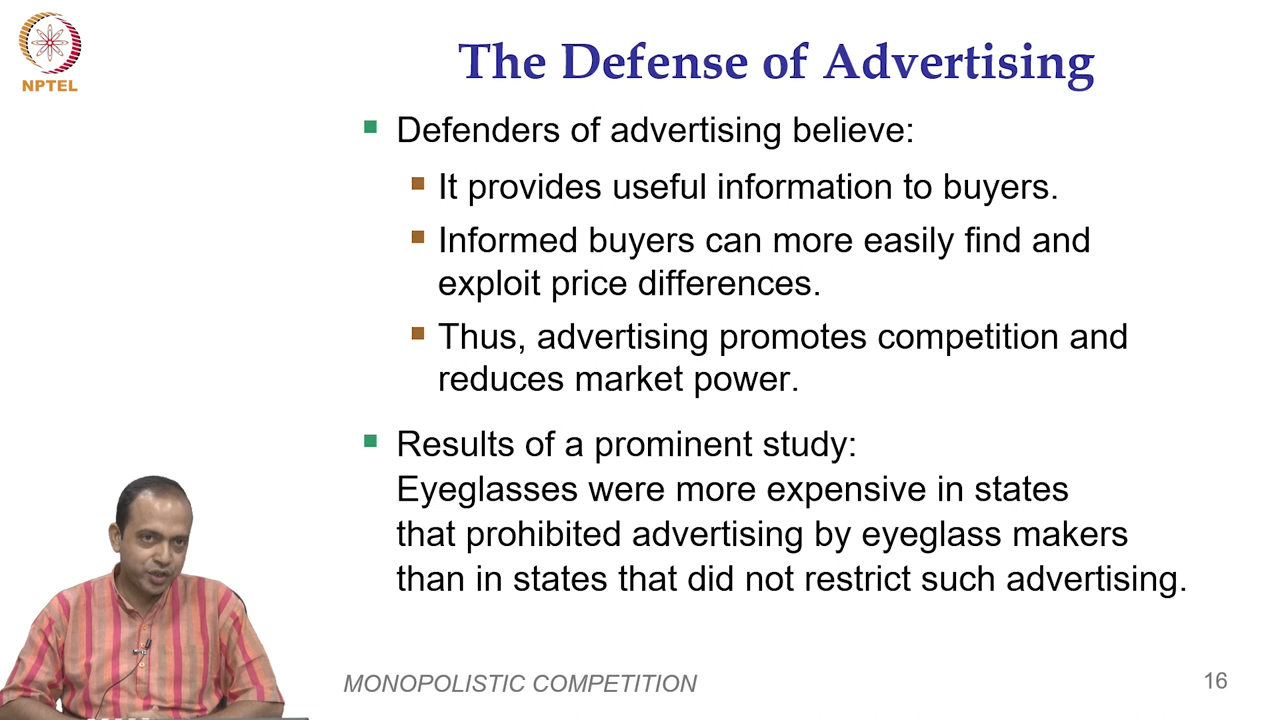 NPTEL
The Defense of Advertising
Defenders of advertising believe:
It provides useful information to buyers.
Informed buyers can more easily find and
exploit price differences.
Thus, advertising promotes competition and
reduces market power.
Results of a prominent study:
Eyeglasses were more expensive in states
that prohibited advertising by eyeglass makers
than in states that did not restrict such advertising.
MONOPOLISTIC COMPETITION
16